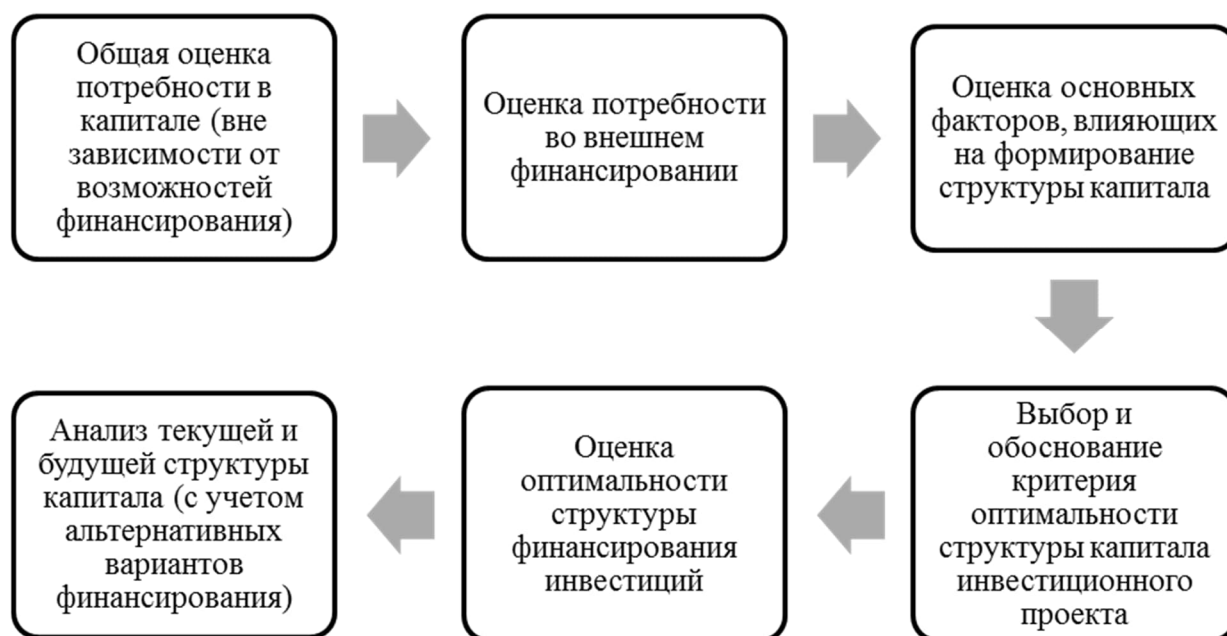 Общая оценка
потребности в
капитале (вне
зависимости от
возможностей
финансирования)
Оценка потребности
во внешнем
финансировании
Оценка основных
факторов, влияющих
на формирование
структуры капитала
Выбор и
обоснование
критерия
оптимальности
структуры капитала
инвестиционного
проекта
Оценка
оптимальности
структуры
финансирования
инвестиций
Анализ текущей и
будущей структуры
капитала (с учетом
альтернативных
вариантов
финансирования)